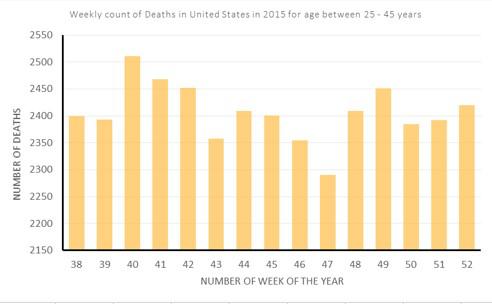 Weekly count of Deaths in United States in 2015 for age between 25 - 45 years
NUMBER OF DEATHS
2550
2500
2450
2400
2350
2300
2250
2200
2150
38 39 40 41 42 43 44 45 46 47 48 49 50 51 52
NUMBER OF WEEK OF THE YEAR